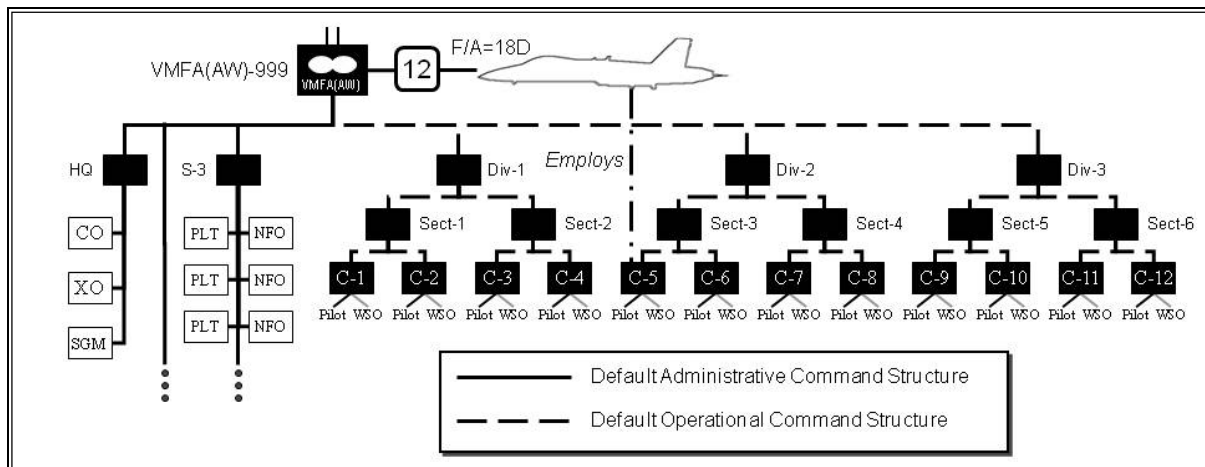 F/A=18D
VMFA(AW)-999
VMFA(AW)
12
Employs
HQ
S-3
Div-1
Div-2
Div-3
Sect-1
Sect-2
Sect-3
Sect-4
Sect-5
Sect-6
CO
PLT
NFO
XO
PLT
NFO
SGM
PLT
NFO
C-1
C-2
C-3
C-4
C-5
C-6
C-7
C-8
C-9
C-10
C-11
C-12
Pilot WSO
Pilot WSO
Pilot WSO
Pilot WSO
Pilot WSO
Pilot WSO
Pilot WSO
Pilot WSO
Pilot WSO
Pilot WSO
Pilot WSO
Pilot WSO
Default Administrative Command Structure
Default Operational Command Structure